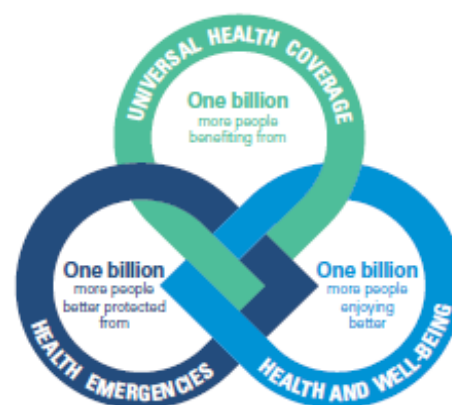 UNIVERSAL HEALTH COVERAGE
One billion
more people
benefiting from
One billion
more people
better protected
from
HEALTH EMERGENCIES
One billion
more people
enjoying
better
HEALTH AND WELL-BEING